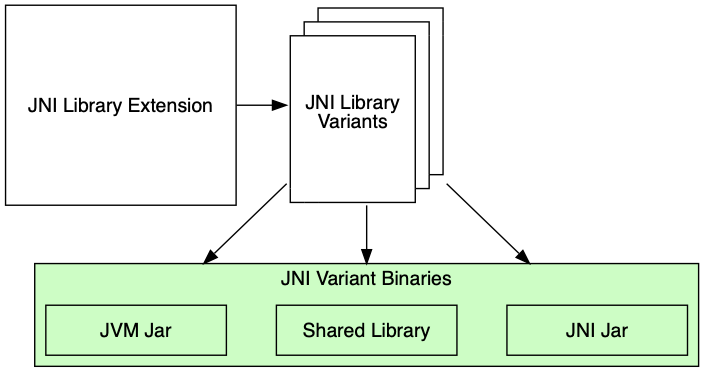 JNI Library Extension
JNI Library
Variants
JNI Variant Binaries
JVM Jar
Shared Library
JNI Jar